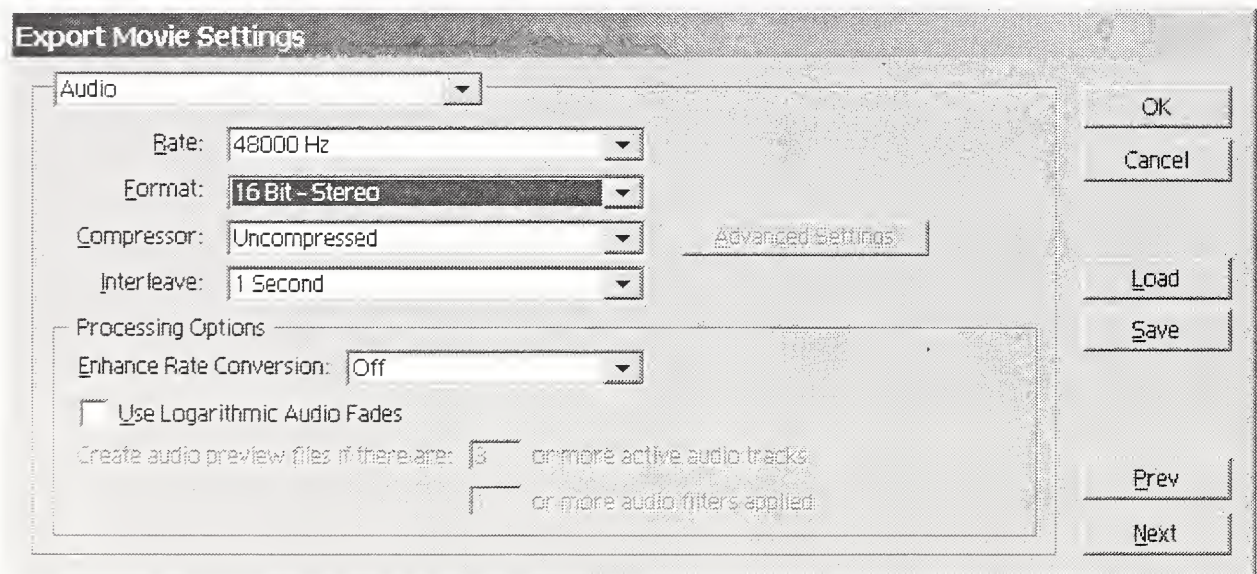 Export Movie Settings
Audio
OK
Rate: 48000 Hz
Cancel
Format: 16 Bit - Stereo
Compressor: Uncompressed Advanced Settings
Interleave: 1 Second
Load
Processing Options
Save
Enhance Rate Conversion: Off
Use Logarithmic Audio Fades
Create audio preview files if there are: 3 or more active audio tracks
Prev
1 or more audio filters applied
Next